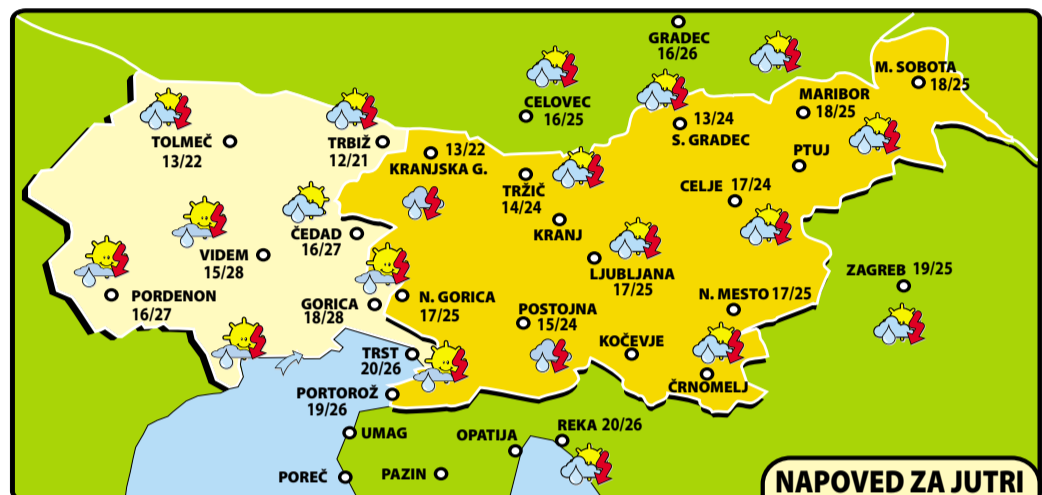 GRADEC
16/26
M. SOBOTA
18/25
CELOVEC
16/25
MARIBOR
18/25
13/24
S. GRADEC
TOLMEČ
13/22
TRBIŽ
12/21
13/22
KRANJSKA G.
PTUJ
TRŽIČ
14/24
CELJE 17/24
KRANJ
ČEDAD
16/27
VIDEM
15/28
LJUBLJANA
17/25
ZAGREB 19/25
PORDENON
16/27
GORICA
18/28
N. GORICA
17/25
N. MESTO 17/25
POSTOJNA
15/24
KOČEVJE
TRST
20/26
ČRNOMELJ
PORTOROŽ
19/26
UMAG
OPATIJA
REKA 20/26
POREČ
PAZIN
NAPOVED ZA JUTRI